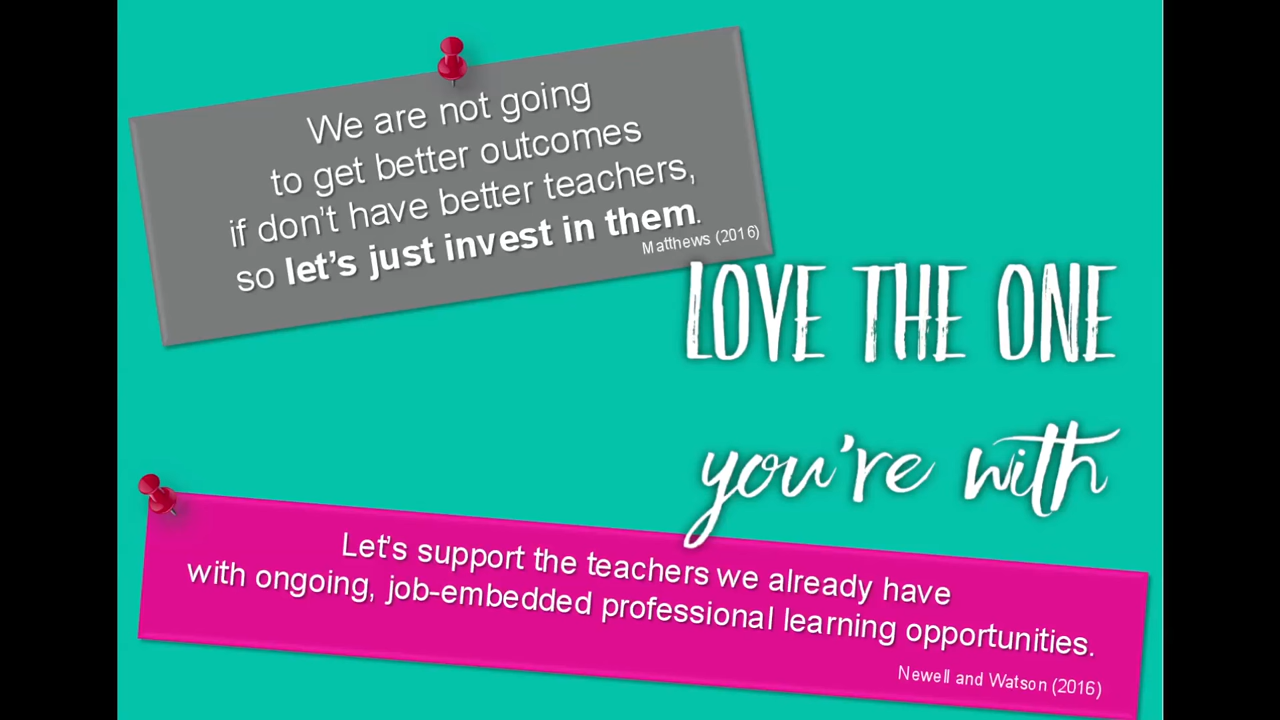 We are not going
to get better outcomes
if don't have better teachers,
so let's just invest in them.
Matthews (2016)
LOVE THE ONE
you're with
Let's support the teachers we already have
with ongoing, job-embedded professional learning opportunities.
Newell and Watson (2016)